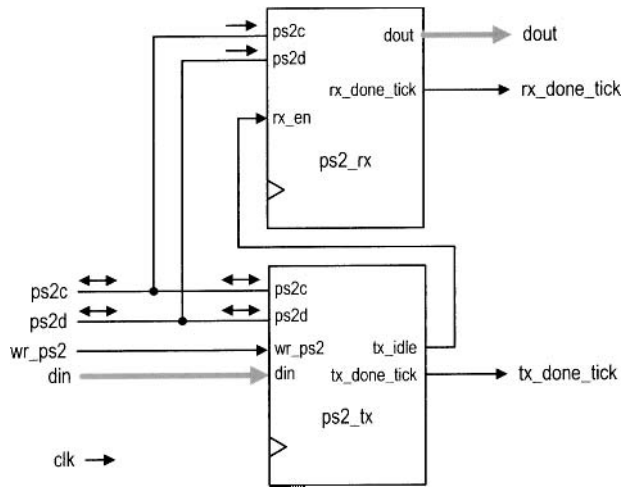 ps2c
dout
dout
ps2d
rx_done_tick
rx_done_tick
rx_en
ps2_rx
ps2c
ps2c
ps2d
ps2d
wr_ps2
wr_ps2
tx_idle
din
din
tx_done_tick
tx_done_tick
ps2_tx
clk